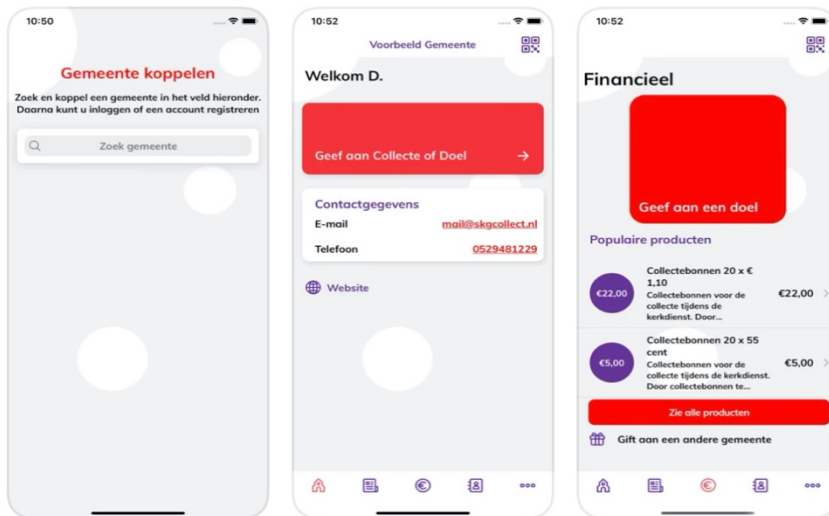 10:50
Gemeente koppelen
Zoek en koppel een gemeente in het veld hieronder.
Daarna kunt u inloggen of een account registreren
Zoek gemeente
10:52
Voorbeeld Gemeente
Welkom D.
Geef aan Collecte of Doel
Contactgegevens
E-mail mail@skgcollect.nl
Telefoon 0529481229
Website
10:52
Financieel
Geef aan een doel
Populaire producten
Collectebonnen 20 x €
1,10
€22,00
Collectebonnen voor de
collecte tijdens de
kerkdienst. Door...
€22,00
Collectebonnen 20 x 55
cent
€5,00
Collectebonnen voor de
collecte tijdens de kerkdienst.
Door collectebonnen te...
€5,00
Zie alle producten
Gift aan een andere gemeente